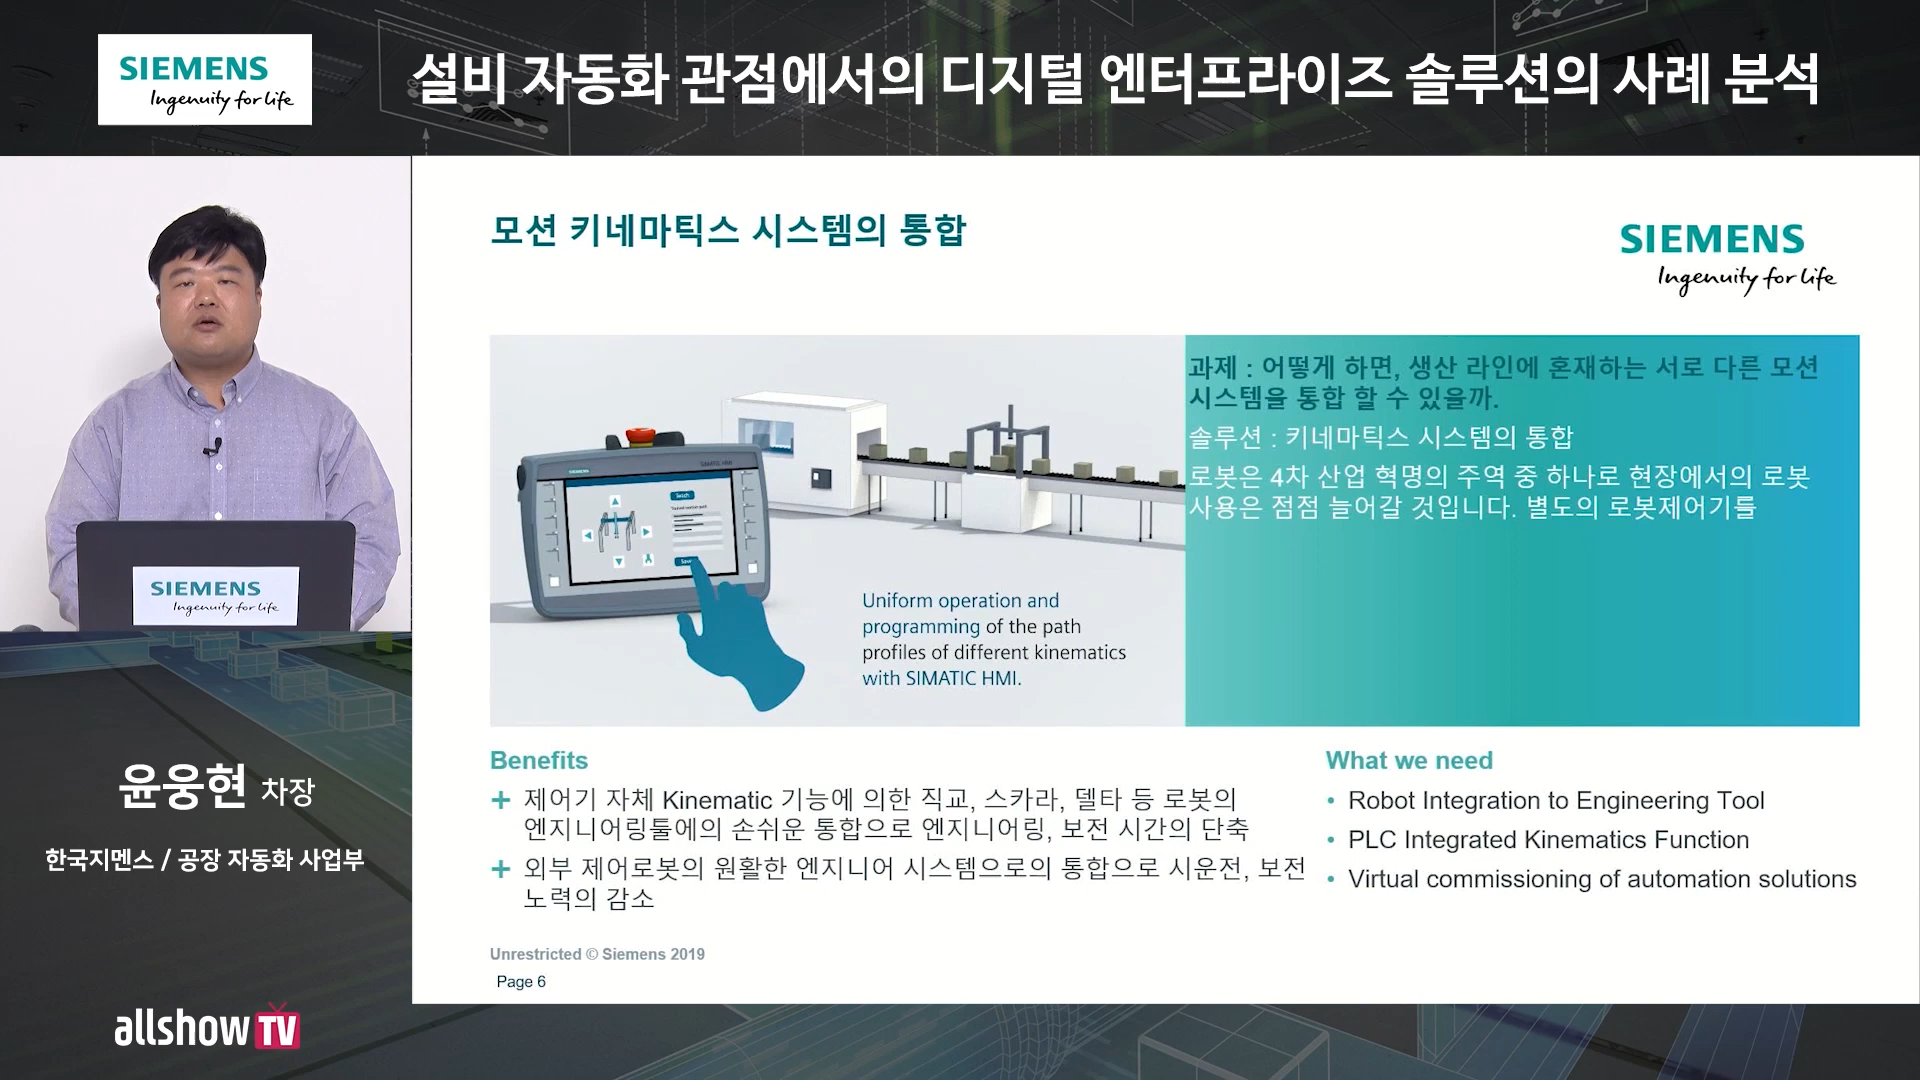 SIEMENS
Ingenuity for life
설비 자동화 관점에서의 디지털 엔터프라이즈 솔루션의 사례 분석
모션 키네마틱스 시스템의 통합
SIEMENS
Ingenuity for life
과제 : 어떻게 하면, 생산 라인에 혼재하는 서로 다른 모션
시스템을 통합 할 수 있을까.
솔루션 : 키네마틱스 시스템의 통합
로봇은 4차 산업 혁명의 주역 중 하나로 현장에서의 로봇
사용은 점점 늘어갈 것입니다. 별도의 로봇제어기를
SIEMENS
SIMATIC HMI
Uniform operation and
programming of the path
profiles of different kinematics
with SIMATIC HMI.
SIEMENS
Ingenuity for life
Benefits
+ 제어기 자체 Kinematic 기능에 의한 직교, 스카라, 델타 등 로봇의
엔지니어링툴에의 손쉬운 통합으로 엔지니어링, 보전 시간의 단축
+ 외부 제어로봇의 원활한 엔지니어 시스템으로의 통합으로 시운전, 보전
노력의 감소
What we need
• Robot Integration to Engineering Tool
• PLC Integrated Kinematics Function
• Virtual commissioning of automation solutions
Unrestricted © Siemens 2019
Page 6
윤웅현 차장
한국지멘스 / 공장 자동화 사업부
allshow TV